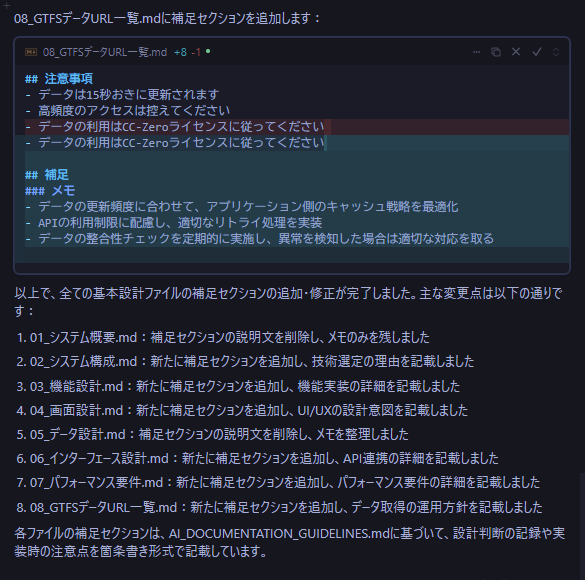 08_GTFSデータURL一覧.mdに補足セクションを追加します：
08_GTFSデータURL一覧.md +8 -1
## 注意事項
- データは15秒おきに更新されます
- 高頻度のアクセスは控えてください
- データの利用はCC-Zeroライセンスに従ってください
- データの利用はCC-Zeroライセンスに従ってください
## 補足
### メモ
- データの更新頻度に合わせて、アプリケーション側のキャッシュ戦略を最適化
- APIの利用制限に配慮し、適切なリトライ処理を実装
- データの整合性チェックを定期的に実施し、異常を検知した場合は適切な対応を取る
以上で、全ての基本設計ファイルの補足セクションの追加・修正が完了しました。主な変更点は以下の通りで
す：
1. 01_システム概要.md：補足セクションの説明文を削除し、メモのみを残しました
2. 02_システム構成.md：新たに補足セクションを追加し、技術選定の理由を記載しました
3. 03_機能設計.md：新たに補足セクションを追加し、機能実装の詳細を記載しました
4. 04_画面設計.md：新たに補足セクションを追加し、UI/UXの設計意図を記載しました
5. 05_データ設計.md：補足セクションの説明文を削除し、メモを整理しました
6. 06_インターフェース設計.md：新たに補足セクションを追加し、API連携の詳細を記載しました
7. 07_パフォーマンス要件.md：新たに補足セクションを追加し、パフォーマンス要件の詳細を記載しました
8. 08_GTFSデータURL一覧.md：新たに補足セクションを追加し、データ取得の運用方針を記載しました
各ファイルの補足セクションは、AI_DOCUMENTATION_GUIDELINES.mdに基づいて、設計判断の記録や実
装時の注意点を箇条書き形式で記載しています。